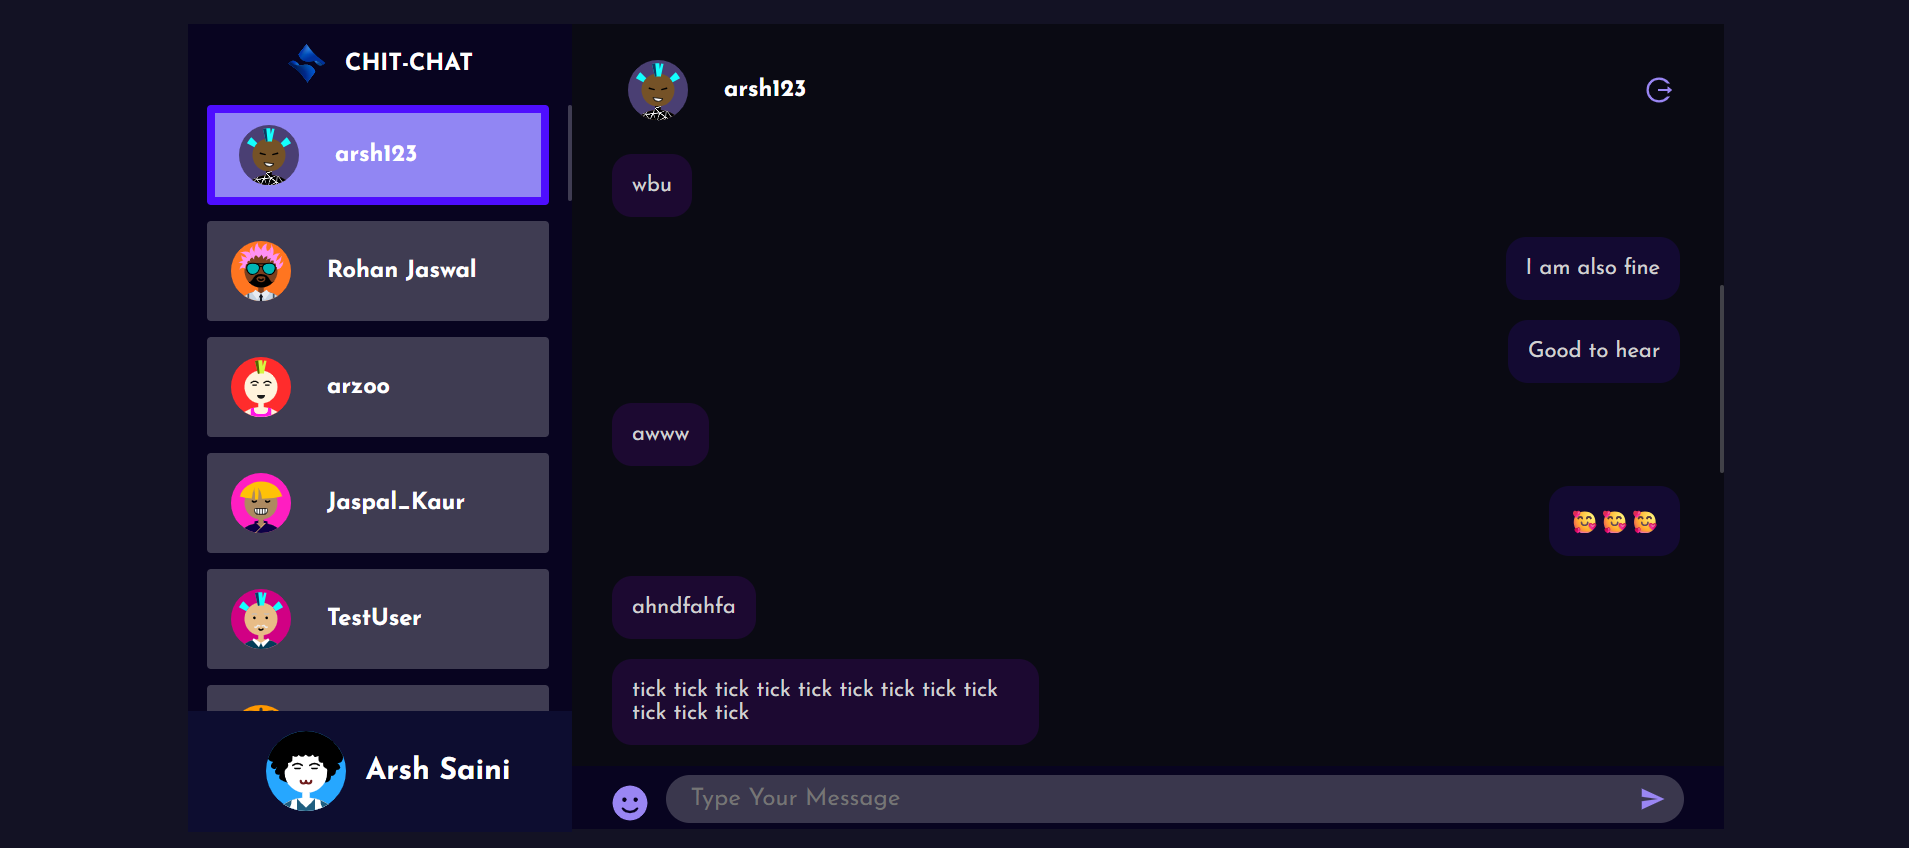 CHIT-CHAT
arsh123
Rohan Jaswal
arzoo
Jaspal_Kaur
TestUser
Arsh Saini
arsh123
wbu
I am also fine
Good to hear
awww
🥰🥰🥰
ahndfahfa
tick tick tick tick tick tick tick tick tick
tick tick tick
Type Your Message